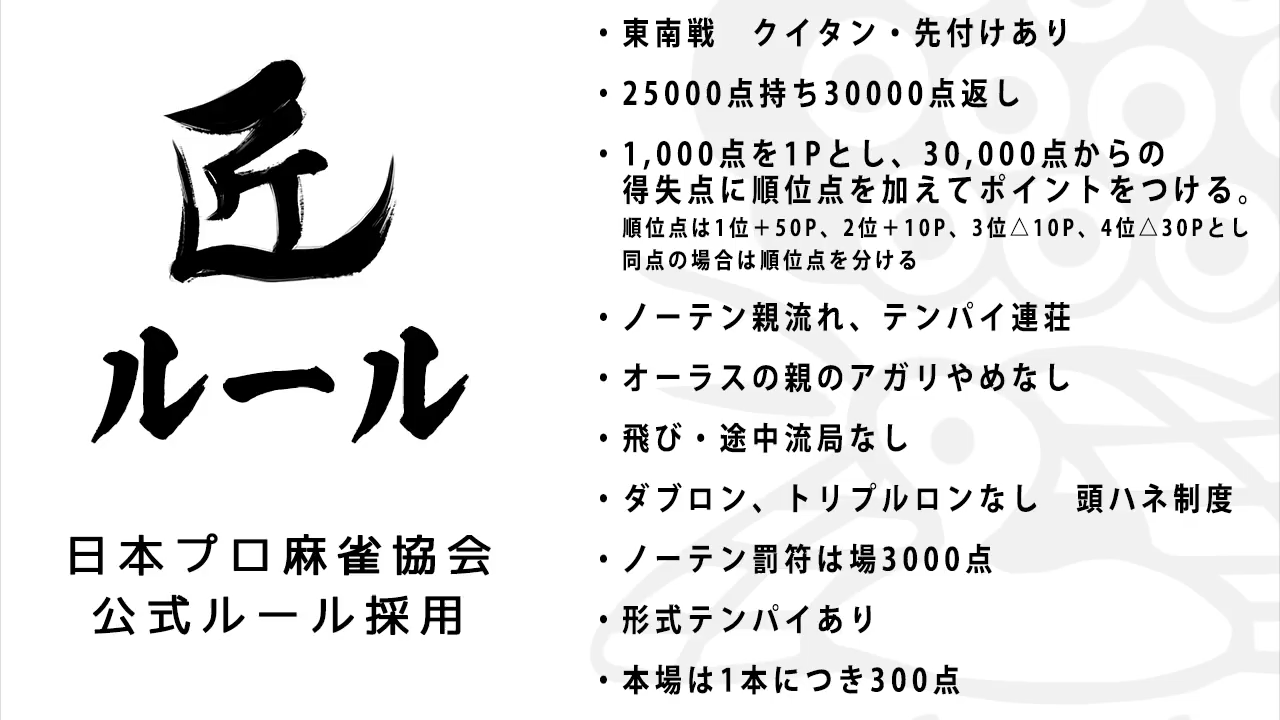 匠
ルール
日本プロ麻雀協会
公式ルール採用
・東南戦　クイタン・先付けあり
・25000点持ち30000点返し
・1,000点を1Pとし、30,000点からの
得失点に順位点を加えてポイントをつける。
順位点は1位＋50P、2位＋10P、3位△10P、4位△30Pとし
同点の場合は順位点を分ける
・ノーテン親流れ、テンパイ連荘
・オーラスの親のアガリやめなし
・飛び・途中流局なし
・ダブロン、トリプルロンなし　頭ハネ制度
・ノーテン罰符は場3000点
・形式テンパイあり
・本場は1本につき300点